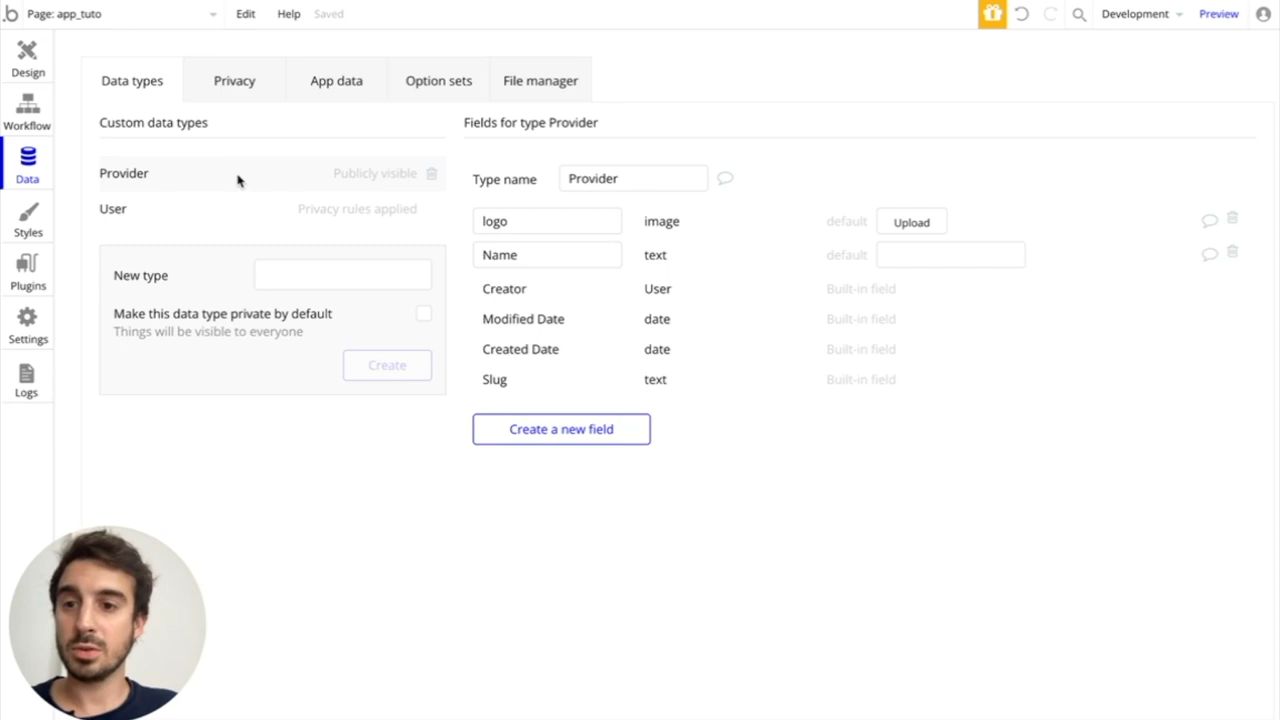 .b Page: app_tuto Edit Help Saved Development Preview
Design
Workflow
Data
Styles
Plugins
Settings
Logs
Data types Privacy App data Option sets File manager
Custom data types
Provider Publicly visible
User Privacy rules applied
New type
Make this data type private by default
Things will be visible to everyone
Create
Fields for type Provider
Type name Provider
logo image default Upload
Name text default
Creator User Built-in field
Modified Date date Built-in field
Created Date date Built-in field
Slug text Built-in field
Create a new field